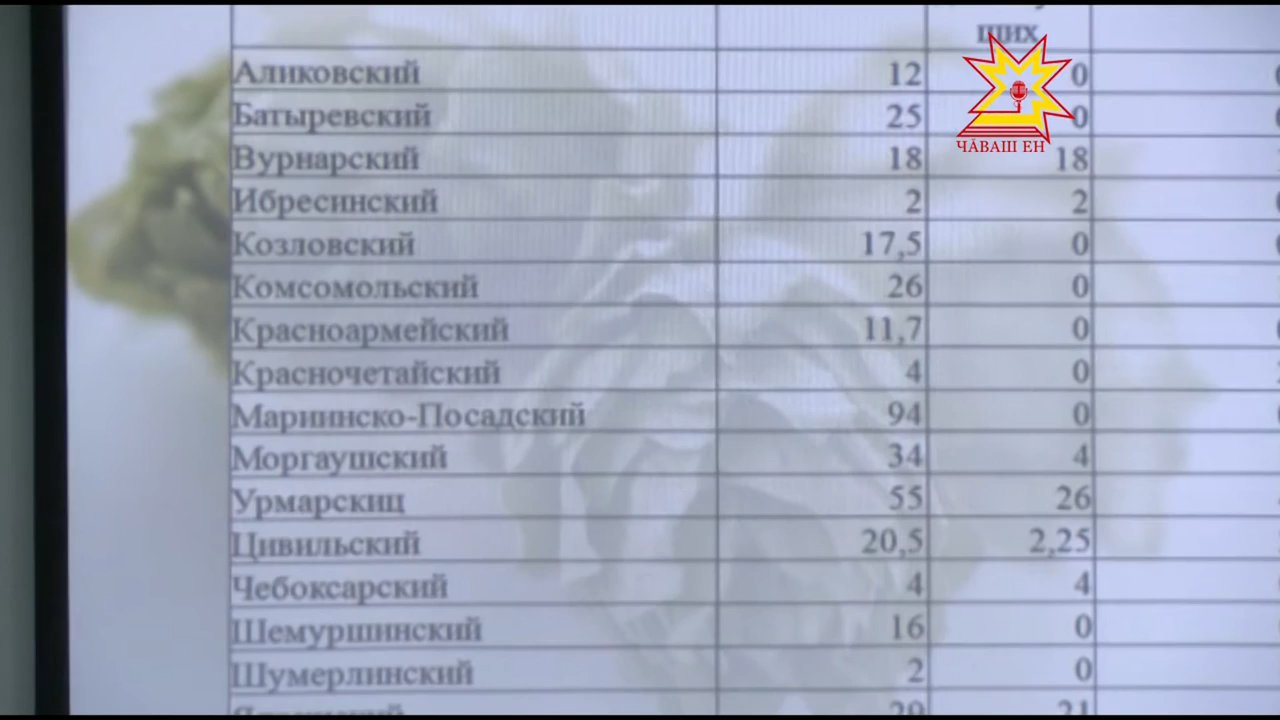 ших
Аликовский 12 0
Батыревский 25 0
ЧӐВАШ ЕН
Вурнарский 18 18
Ибресинский 2 2
Козловский 17,5 0
Комсомольский 26 0
Красноармейский 11,7 0
Красночетайский 4 0
Мариинско-Посадский 94 0
Моргаушский 34 4
Урмарскиц 55 26
Цивильский 20,5 2,25
Чебоксарский 4 4
Шемуршинский 16 0
Шумерлинский 2 0